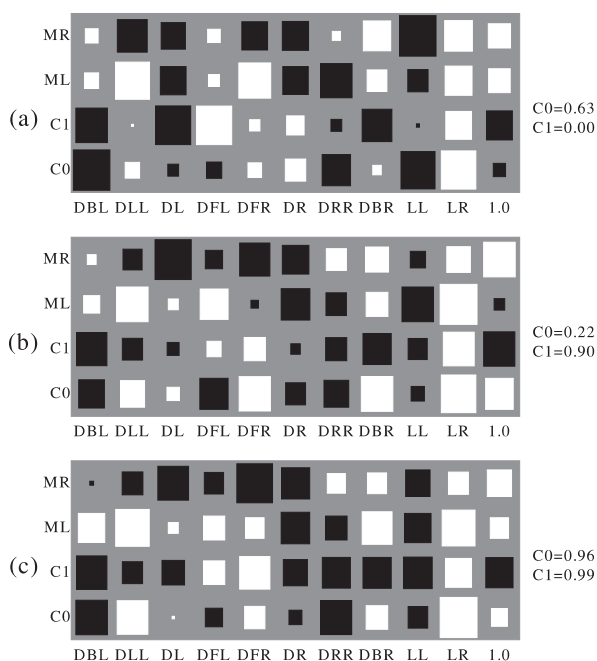 MR
ML
(a)
C1
C0
C0=0.63
C1=0.00
DBL DLL DL DFL DFR DR DRR DBR LL LR 1.0
MR
ML
(b)
C1
C0
C0=0.22
C1=0.90
DBL DLL DL DFL DFR DR DRR DBR LL LR 1.0
MR
ML
(c)
C1
C0
C0=0.96
C1=0.99
DBL DLL DL DFL DFR DR DRR DBR LL LR 1.0